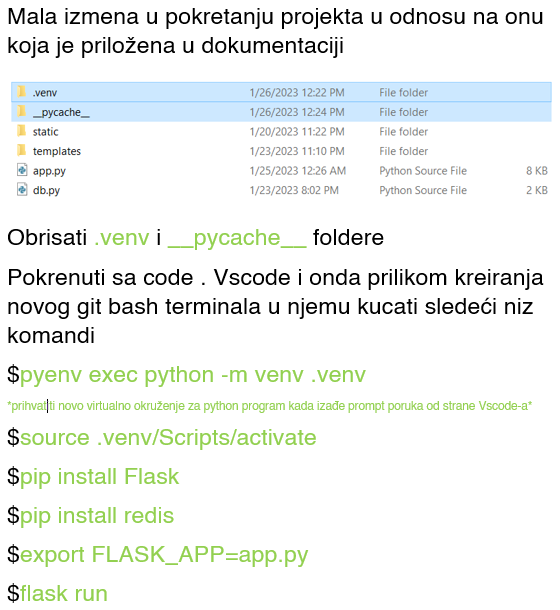 Mala izmena u pokretanju projekta u odnosu na onu
koja je priložena u dokumentaciji
.venv 1/26/2023 12:22 PM File folder
__pycache__ 1/26/2023 12:24 PM File folder
static 1/20/2023 11:22 PM File folder
templates 1/23/2023 11:10 PM File folder
app.py 1/25/2023 12:26 AM Python Source File 8 KB
db.py 1/23/2023 8:02 PM Python Source File 2 KB
Obrisati .venv i __pycache__ foldere
Pokrenuti sa code . Vscode i onda prilikom kreiranja
novog git bash terminala u njemu kucati sledeći niz
komandi
$pyenv exec python -m venv .venv
*prihvatiti novo virtualno okruženje za python program kada izađe prompt poruka od strane Vscode-a*
$source .venv/Scripts/activate
$pip install Flask
$pip install redis
$export FLASK_APP=app.py
$flask run